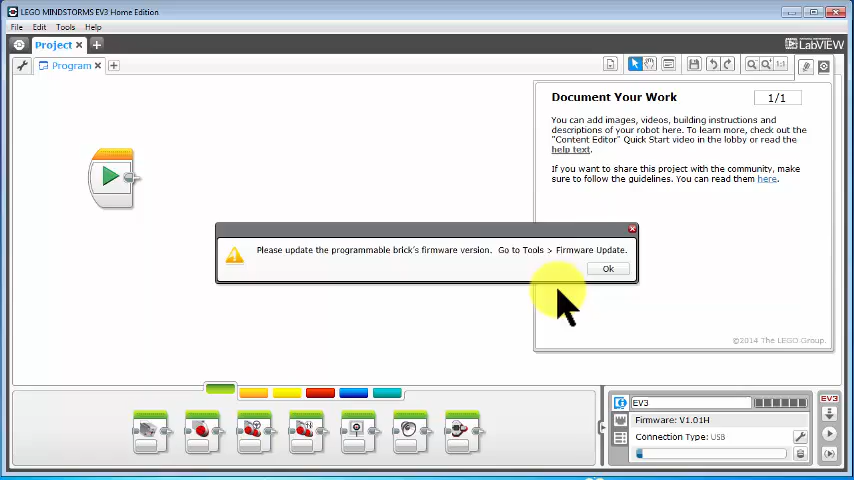 LEGO MINDSTORMS EV3 Home Edition
File Edit Tools Help
Project
LabVIEW
Program
1:1
Document Your Work
1/1
You can add images, videos, building instructions and
descriptions of your robot here. To learn more, check out the
"Content Editor" Quick Start video in the lobby or read the
help text.
If you want to share this project with the community, make
sure to follow the guidelines. You can read them here.
Please update the programmable brick's firmware version. Go to Tools > Firmware Update.
Ok
©2014 The LEGO Group.
EV3
EV3
Firmware: V1.01H
Connection Type: USB